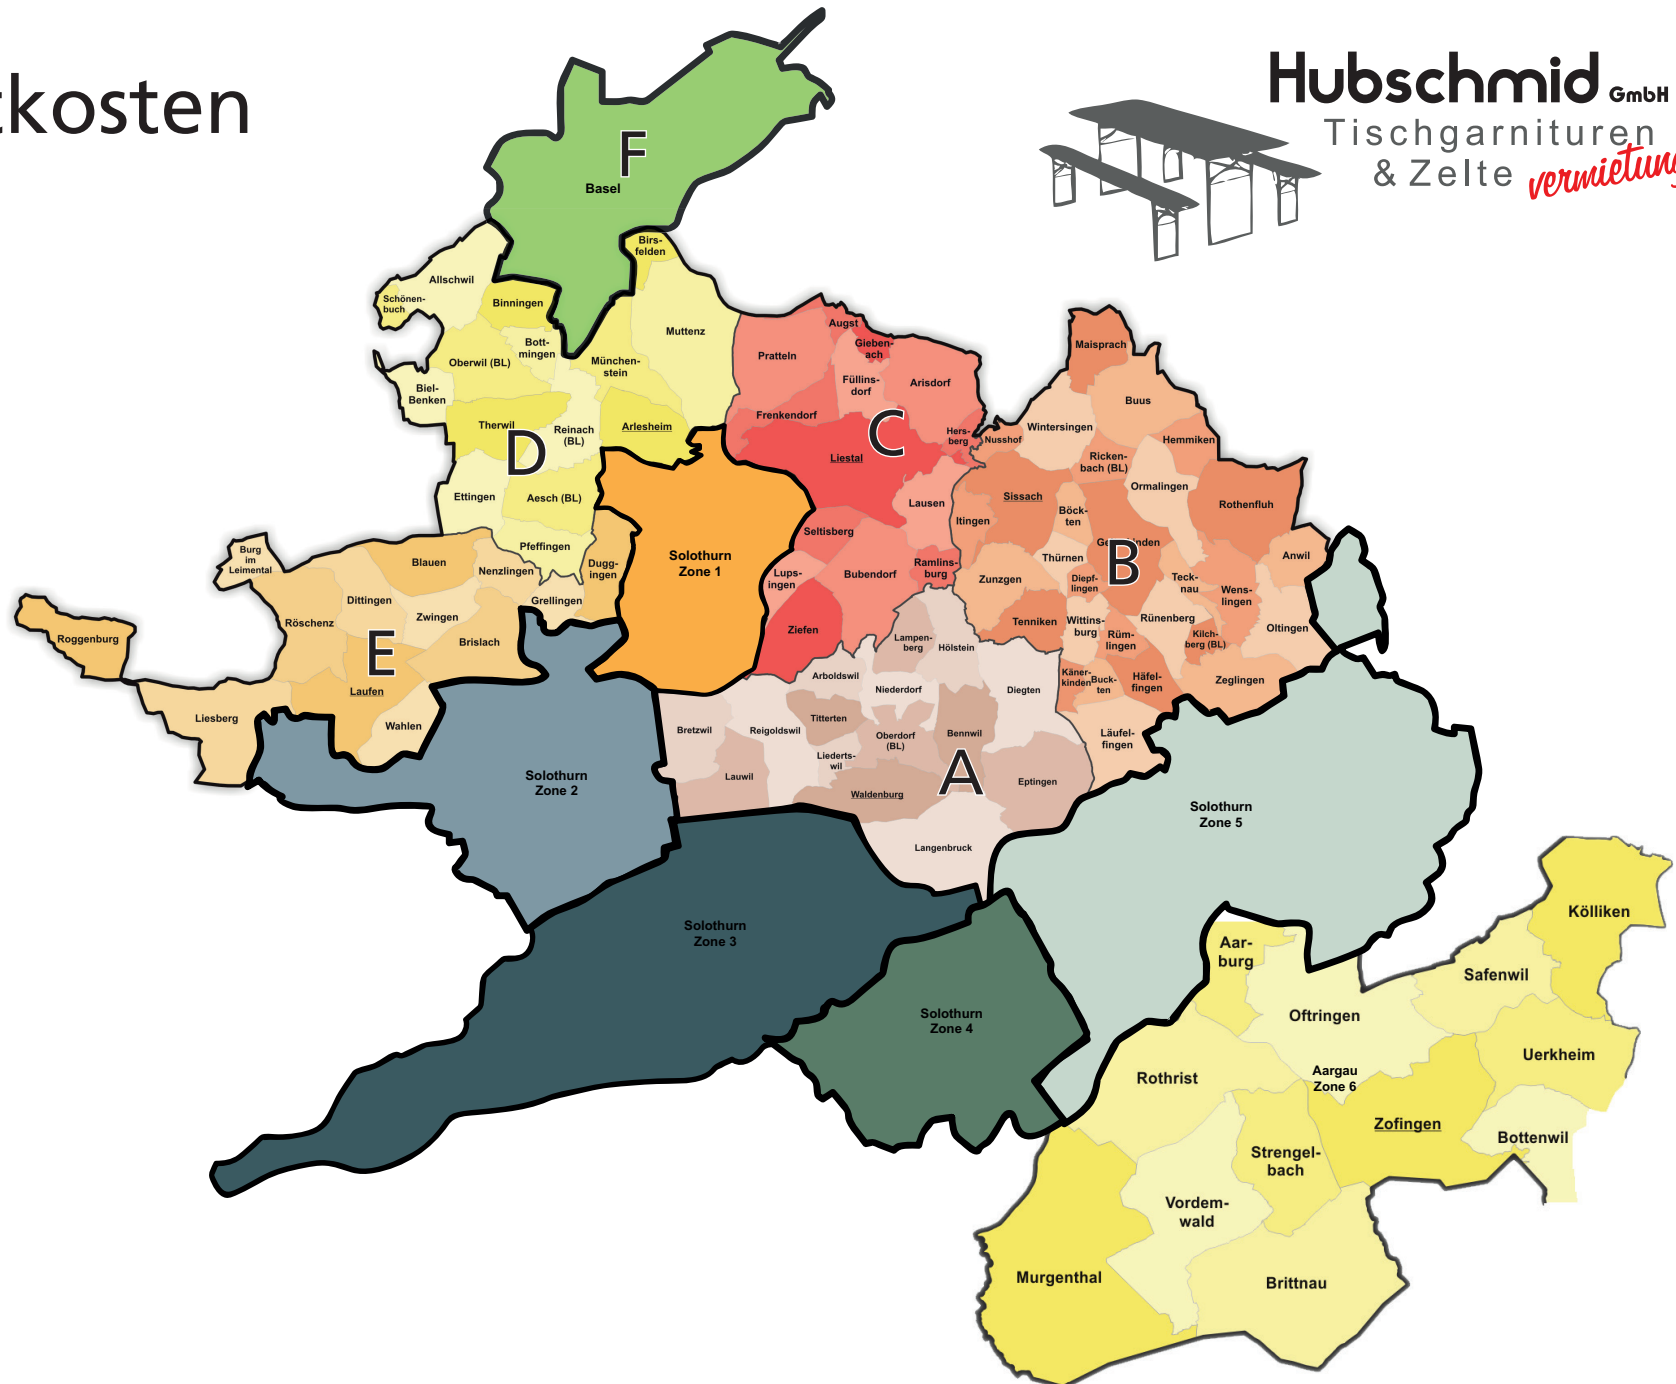 tkosten
Hubschmid GmbH
Tischgarnituren
& Zelte vermietung
F
Basel
Birs-
felden
Allschwil
Schönen-
buch
Binningen
Muttenz
Bott-
mingen
Oberwil (BL)
München-
stein
Biel-
Benken
Therwil
Reinach
(BL)
Arlesheim
D
Ettingen
Aesch (BL)
Pfeffingen
Augst
Pratteln
Gieben-
ach
Füllins-
dorf
Arisdorf
Frenkendorf
C
Hers-
berg
Liestal
Lausen
Seltisberg
Lups-
ingen
Bubendorf
Ramlins-
burg
Ziefen
Maisprach
Buus
Wintersingen
Nusshof
Hemmiken
Ricken-
bach (BL)
Ormalingen
Sissach
Rothenfluh
Itingen
Böck-
ten
Thürnen
B
Anwil
Zunzgen
Diepf-
lingen
Teck-
nau
Wens-
lingen
Tenniken
Wittins-
burg
Rünenberg
Rüm-
lingen
Kilch-
berg (BL)
Oltingen
Käner-
kinden
Buck-
ten
Häfel-
fingen
Zeglingen
Läufel-
fingen
Solothurn
Zone 1
Burg
im
Leimental
Blauen
Nenzlingen
Dugg-
ingen
Dittingen
Grellingen
Zwingen
Röschenz
Brislach
Roggenburg
E
Laufen
Liesberg
Wahlen
Lampen-
berg
Hölstein
Arboldswil
Niederdorf
Diegten
Bretzwil
Reigoldswil
Titterten
Oberdorf
(BL)
Bennwil
Liederts-
wil
Lauwil
A
Eptingen
Waldenburg
Langenbruck
Solothurn
Zone 2
Solothurn
Zone 5
Solothurn
Zone 3
Solothurn
Zone 4
Kölliken
Aar-
burg
Safenwil
Oftringen
Uerkheim
Aargau
Zone 6
Rothrist
Zofingen
Bottenwil
Strengel-
bach
Vordem-
wald
Murgenthal
Brittnau